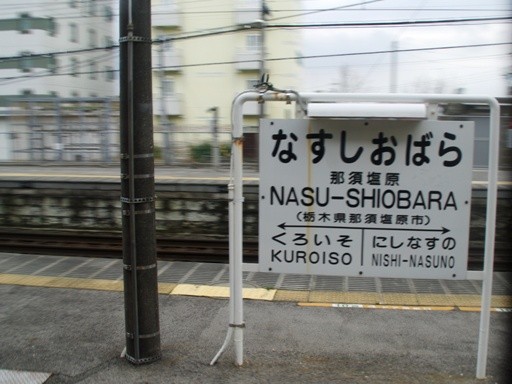 なすしおばら
那須塩原
NASU-SHIOBARA
(栃木県那須塩原市)
くろいそ にしなすの
KUROISO NISHI-NASUNO